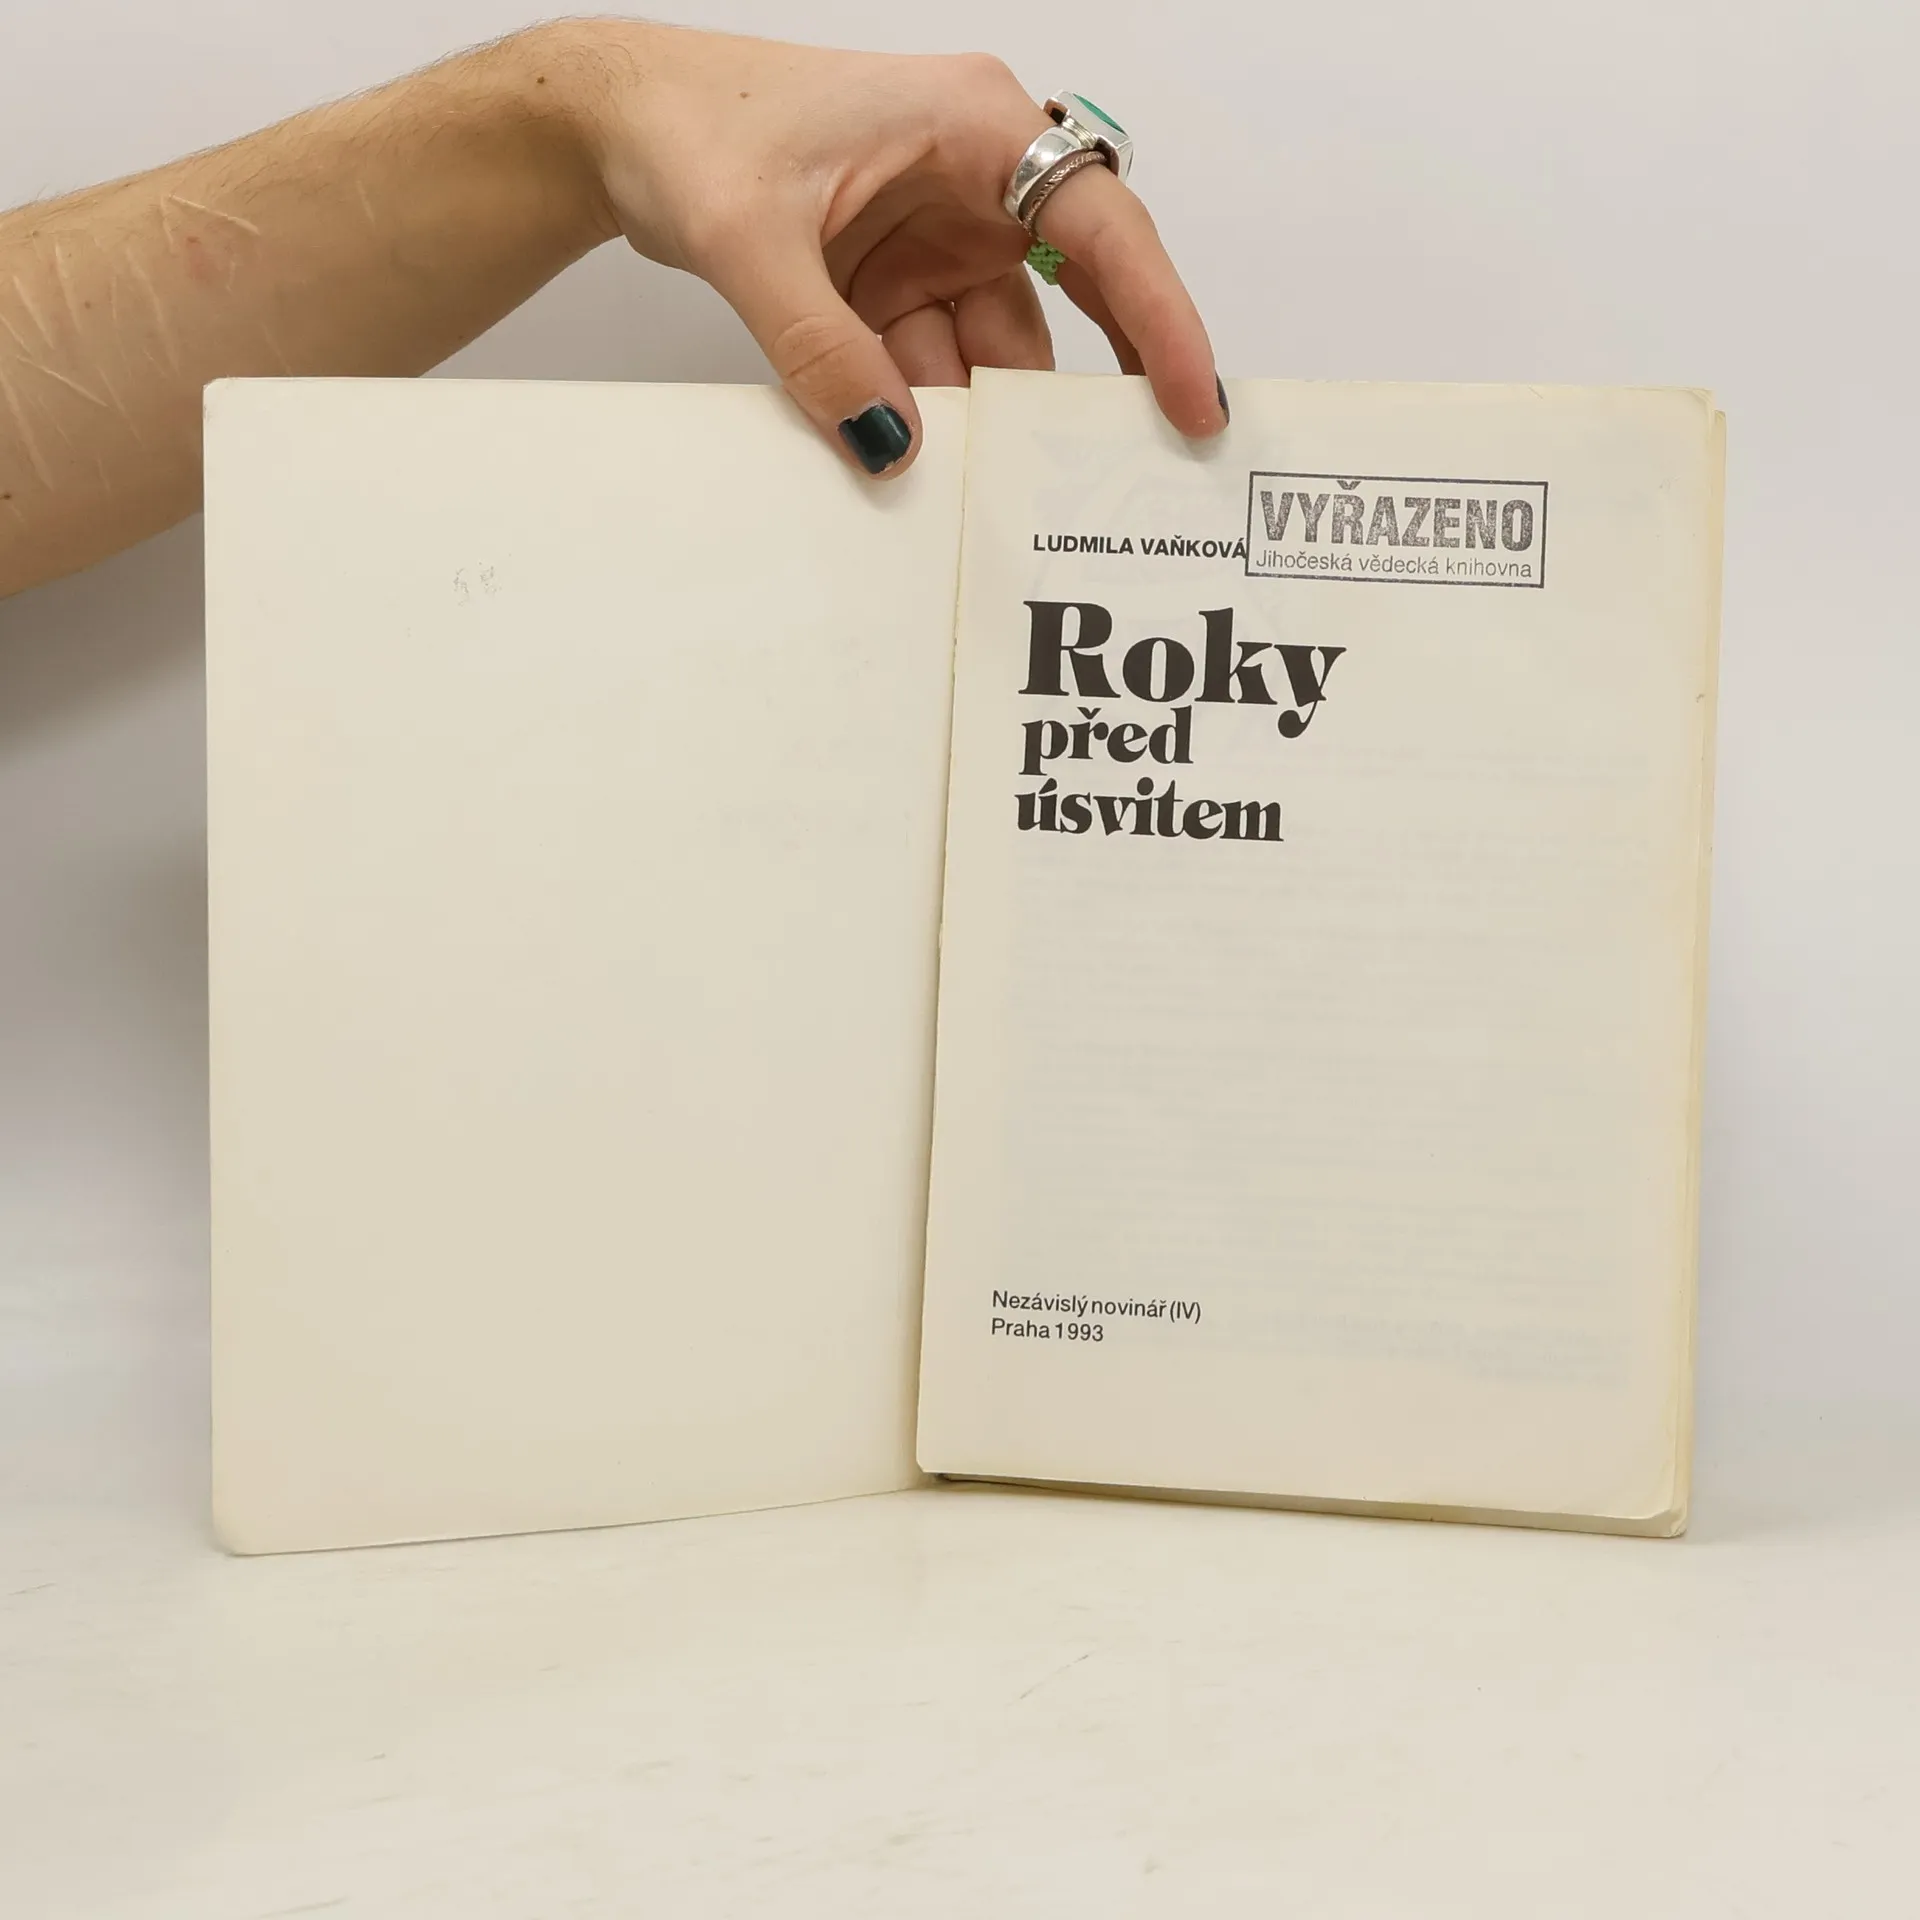 VYŘAZENO
Jihočeská vědecká knihovna
LUDMILA VAŇKOVÁ
Roky
před
úsvitem
Nezávislý novinář (IV)
Praha 1993